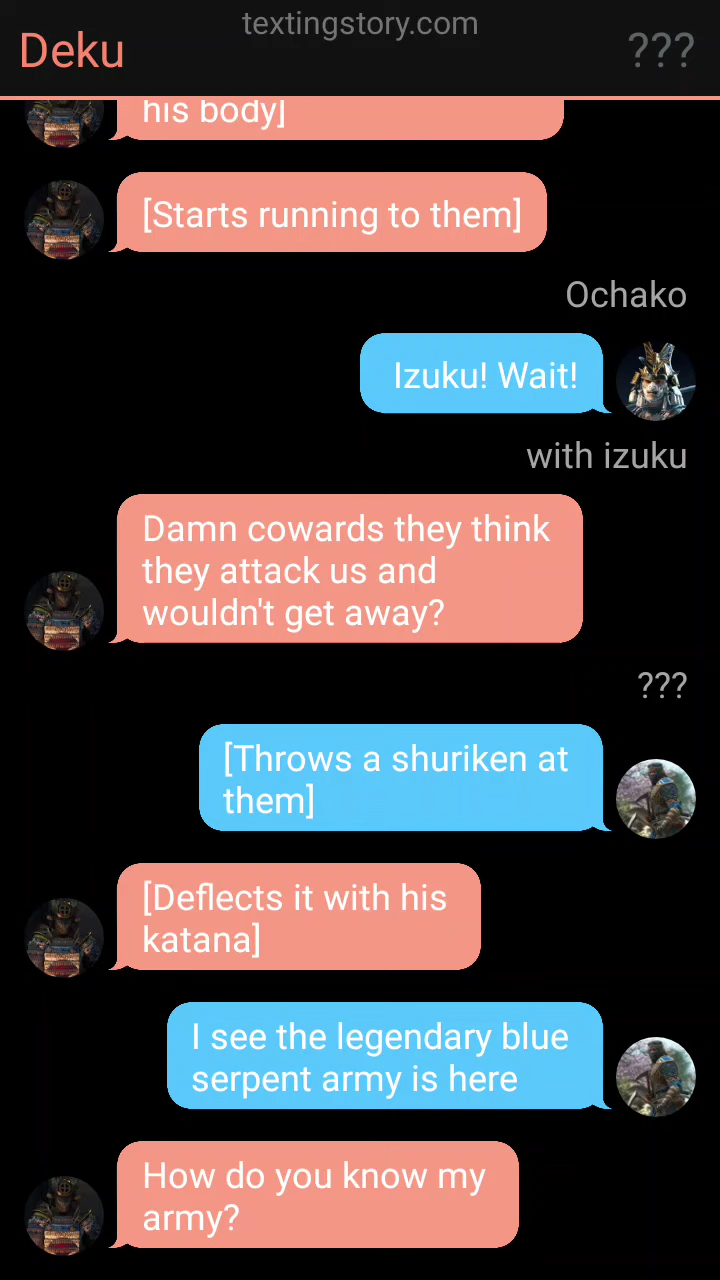 textingstory.com
Deku
???
his body]
[Starts running to them]
Ochako
Izuku! Wait!
with izuku
Damn cowards they think
they attack us and
wouldn't get away?
???
[Throws a shuriken at
them]
[Deflects it with his
katana]
I see the legendary blue
serpent army is here
How do you know my
army?